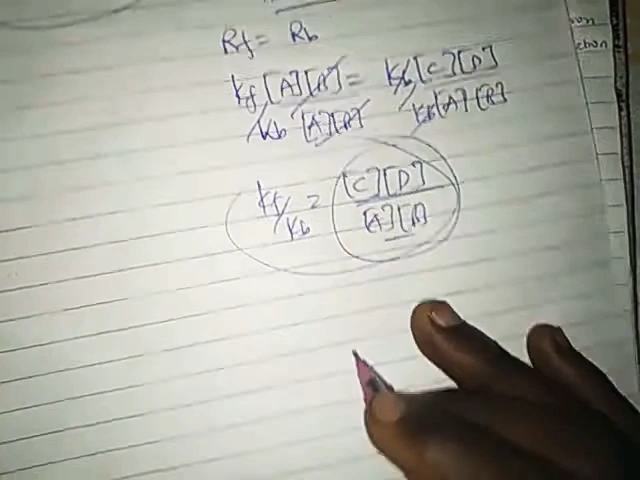 Rf = Rb
Kf [A][B] = Kb [C][D]
Kb [A][B] Kb [A][B]
Kf/Kb = [C][D]
[A][B]